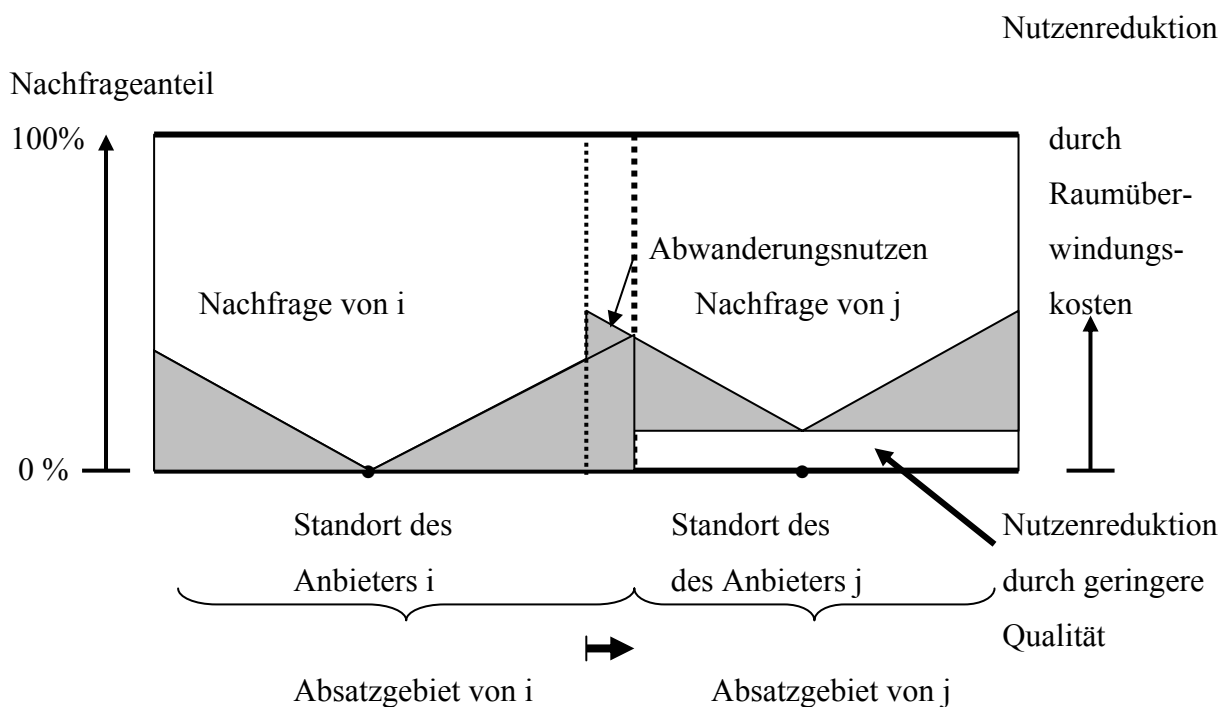 Nutzenreduktion
Nachfrageanteil
100%
durch
Raumüber-
windungs-
kosten
Abwanderungsnutzen
Nachfrage von i
Nachfrage von j
0 %
Standort des
Anbieters i
Standort des
des Anbieters j
Nutzenreduktion
durch geringere
Qualität
Absatzgebiet von i
Absatzgebiet von j